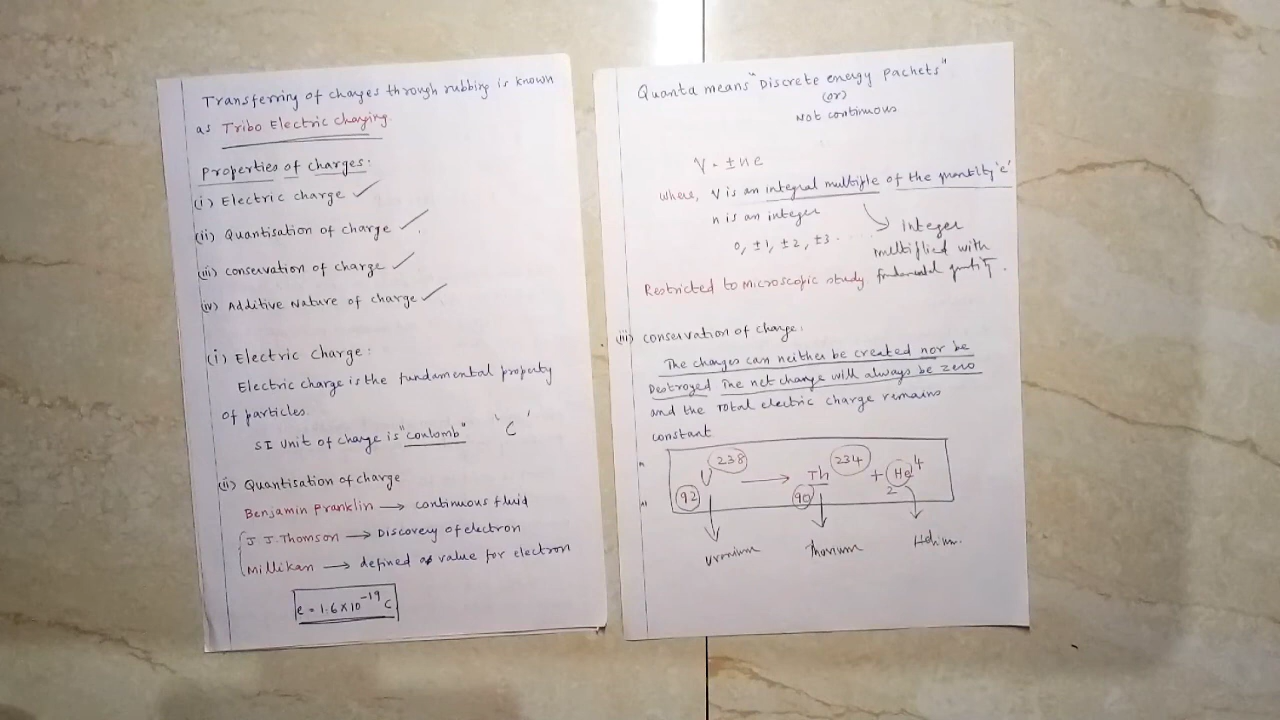 Transferring of charges through rubbing is known
as Tribo Electric charging.
Properties of charges:
(i) Electric charge ✓
(ii) Quantisation of charge ✓
(iii) conservation of charge ✓
(iv) Additive Nature of charge ✓
(i) Electric charge:
Electric charge is the fundamental property
of particles.
SI unit of charge is "coulomb" 'C'
(ii) Quantisation of charge
Benjamin Franklin → continuous fluid
J J. Thomson → Discovery of electron
Millikan → defined value for electron
e = 1.6 × 10⁻¹⁹ C
Quanta means "Discrete energy packets"
(or)
Not continuous
V = ± n e
where, V is an integral multiple of the quantity 'e'
n is an integer
0, ±1, ±2, ±3 ....
→ Integer
multiplied with
fundamental quantity.
Restricted to microscopic study
(iii) conservation of charge:
The charges can neither be created nor be
Destroyed The net charge will always be zero
and the Total electric charge remains
constant
92 U 238 → 90 Th 234 + 2 He 4
Uranium Thorium Helium.